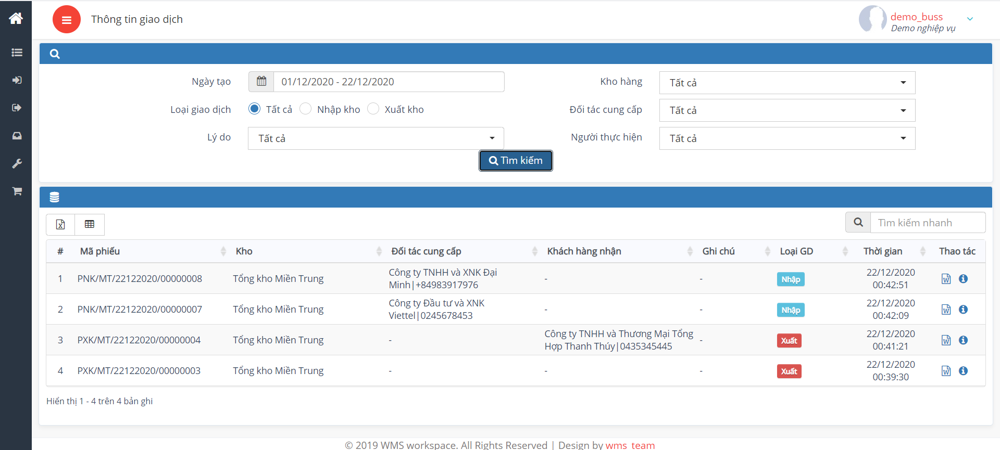 Thông tin giao dịch
demo_buss
Demo nghiệp vụ
Ngày tạo 01/12/2020 - 22/12/2020 Kho hàng Tất cả
Loại giao dịch Tất cả Nhập kho Xuất kho Đối tác cung cấp Tất cả
Lý do Tất cả Người thực hiện Tất cả
Tìm kiếm
Tìm kiếm nhanh
# Mã phiếu Kho Đối tác cung cấp Khách hàng nhận Ghi chú Loại GD Thời gian Thao tác
1 PNK/MT/22122020/00000008 Tổng kho Miền Trung Công ty TNHH và XNK Đại Minh|+84983917976 - - Nhập 22/12/2020 00:42:51
2 PNK/MT/22122020/00000007 Tổng kho Miền Trung Công ty Đầu tư và XNK Viettel|0245678453 - - Nhập 22/12/2020 00:42:09
3 PXK/MT/22122020/00000004 Tổng kho Miền Trung - Công ty TNHH và Thương Mại Tổng Hợp Thanh Thúy|0435345445 - Xuất 22/12/2020 00:41:21
4 PXK/MT/22122020/00000003 Tổng kho Miền Trung - - - Xuất 22/12/2020 00:39:30
Hiển thị 1 - 4 trên 4 bản ghi
© 2019 WMS workspace. All Rights Reserved | Design by wms_team